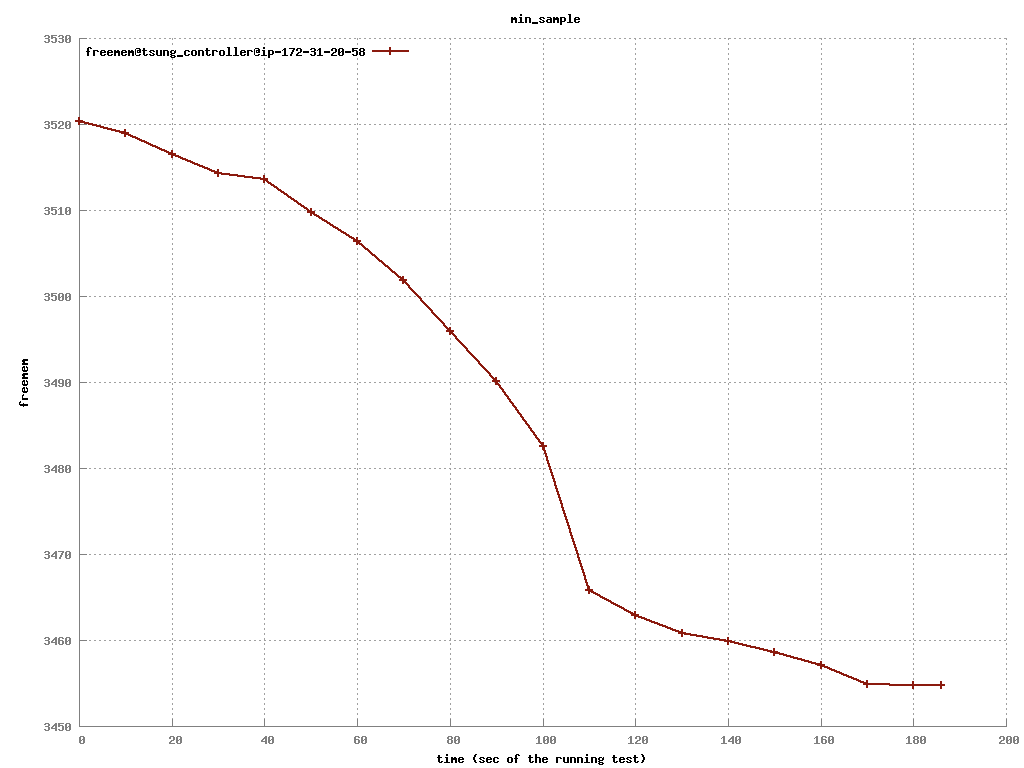 min_sample
freemem@tsung_controller@ip-172-31-20-58
3530
3520
3510
3500
3490
3480
3470
3460
3450
freemem
0 20 40 60 80 100 120 140 160 180 200
time (sec of the running test)